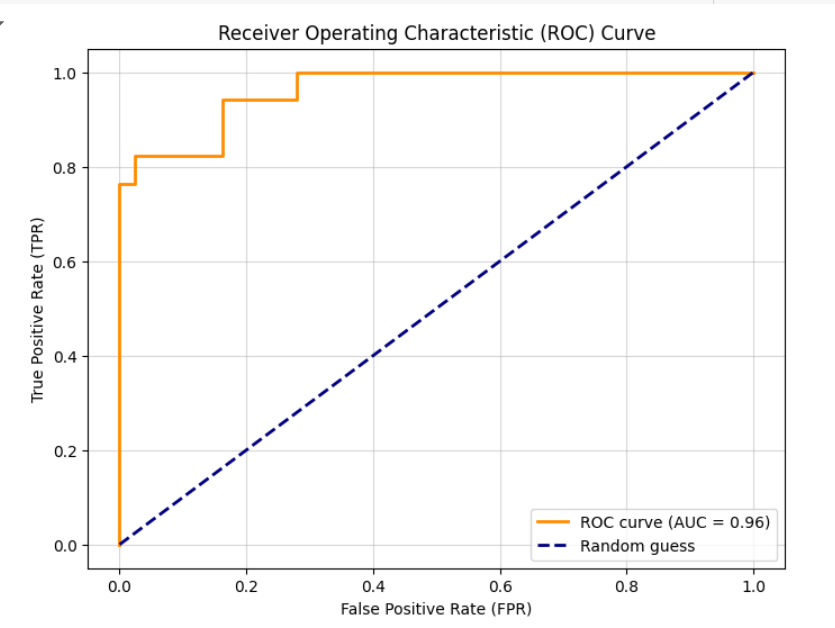 Receiver Operating Characteristic (ROC) Curve
1.0
0.8
0.6
0.4
0.2
0.0
True Positive Rate (TPR)
ROC curve (AUC = 0.96)
Random guess
0.0 0.2 0.4 0.6 0.8 1.0
False Positive Rate (FPR)